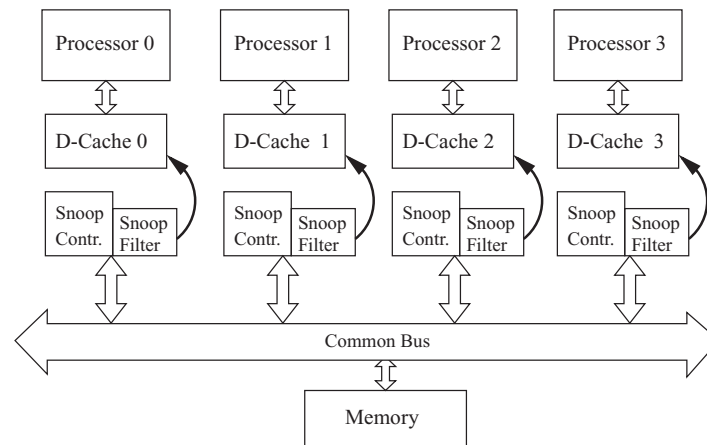 Processor 0
Processor 1
Processor 2
Processor 3
D-Cache 0
D-Cache 1
D-Cache 2
D-Cache 3
Snoop
Contr.
Snoop
Filter
Snoop
Contr.
Snoop
Filter
Snoop
Contr.
Snoop
Filter
Snoop
Contr.
Snoop
Filter
Common Bus
Memory